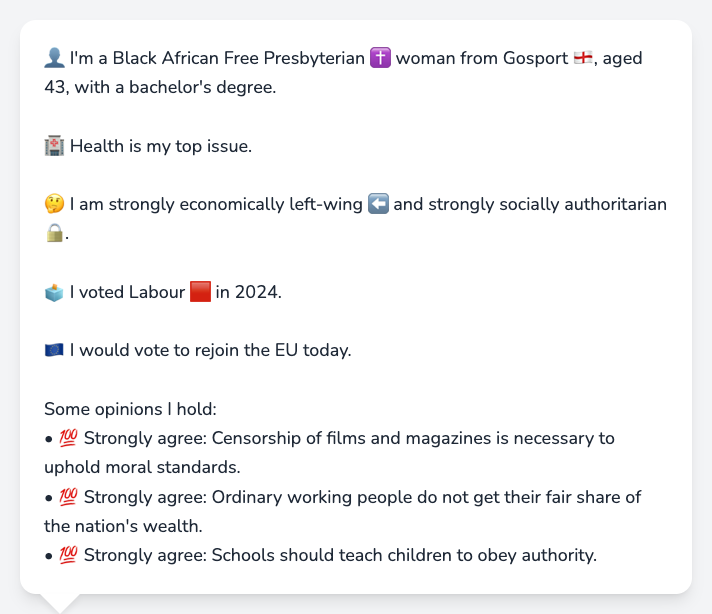 👤 I'm a Black African Free Presbyterian ✝️ woman from Gosport 🏴󠁧󠁢󠁥󠁮󠁧󠁿, aged
43, with a bachelor's degree.
🏥 Health is my top issue.
🤔 I am strongly economically left-wing ⬅️ and strongly socially authoritarian
🔒.
🗳️ I voted Labour 🟥 in 2024.
🇪🇺 I would vote to rejoin the EU today.
Some opinions I hold:
• 💯 Strongly agree: Censorship of films and magazines is necessary to
uphold moral standards.
• 💯 Strongly agree: Ordinary working people do not get their fair share of
the nation's wealth.
• 💯 Strongly agree: Schools should teach children to obey authority.